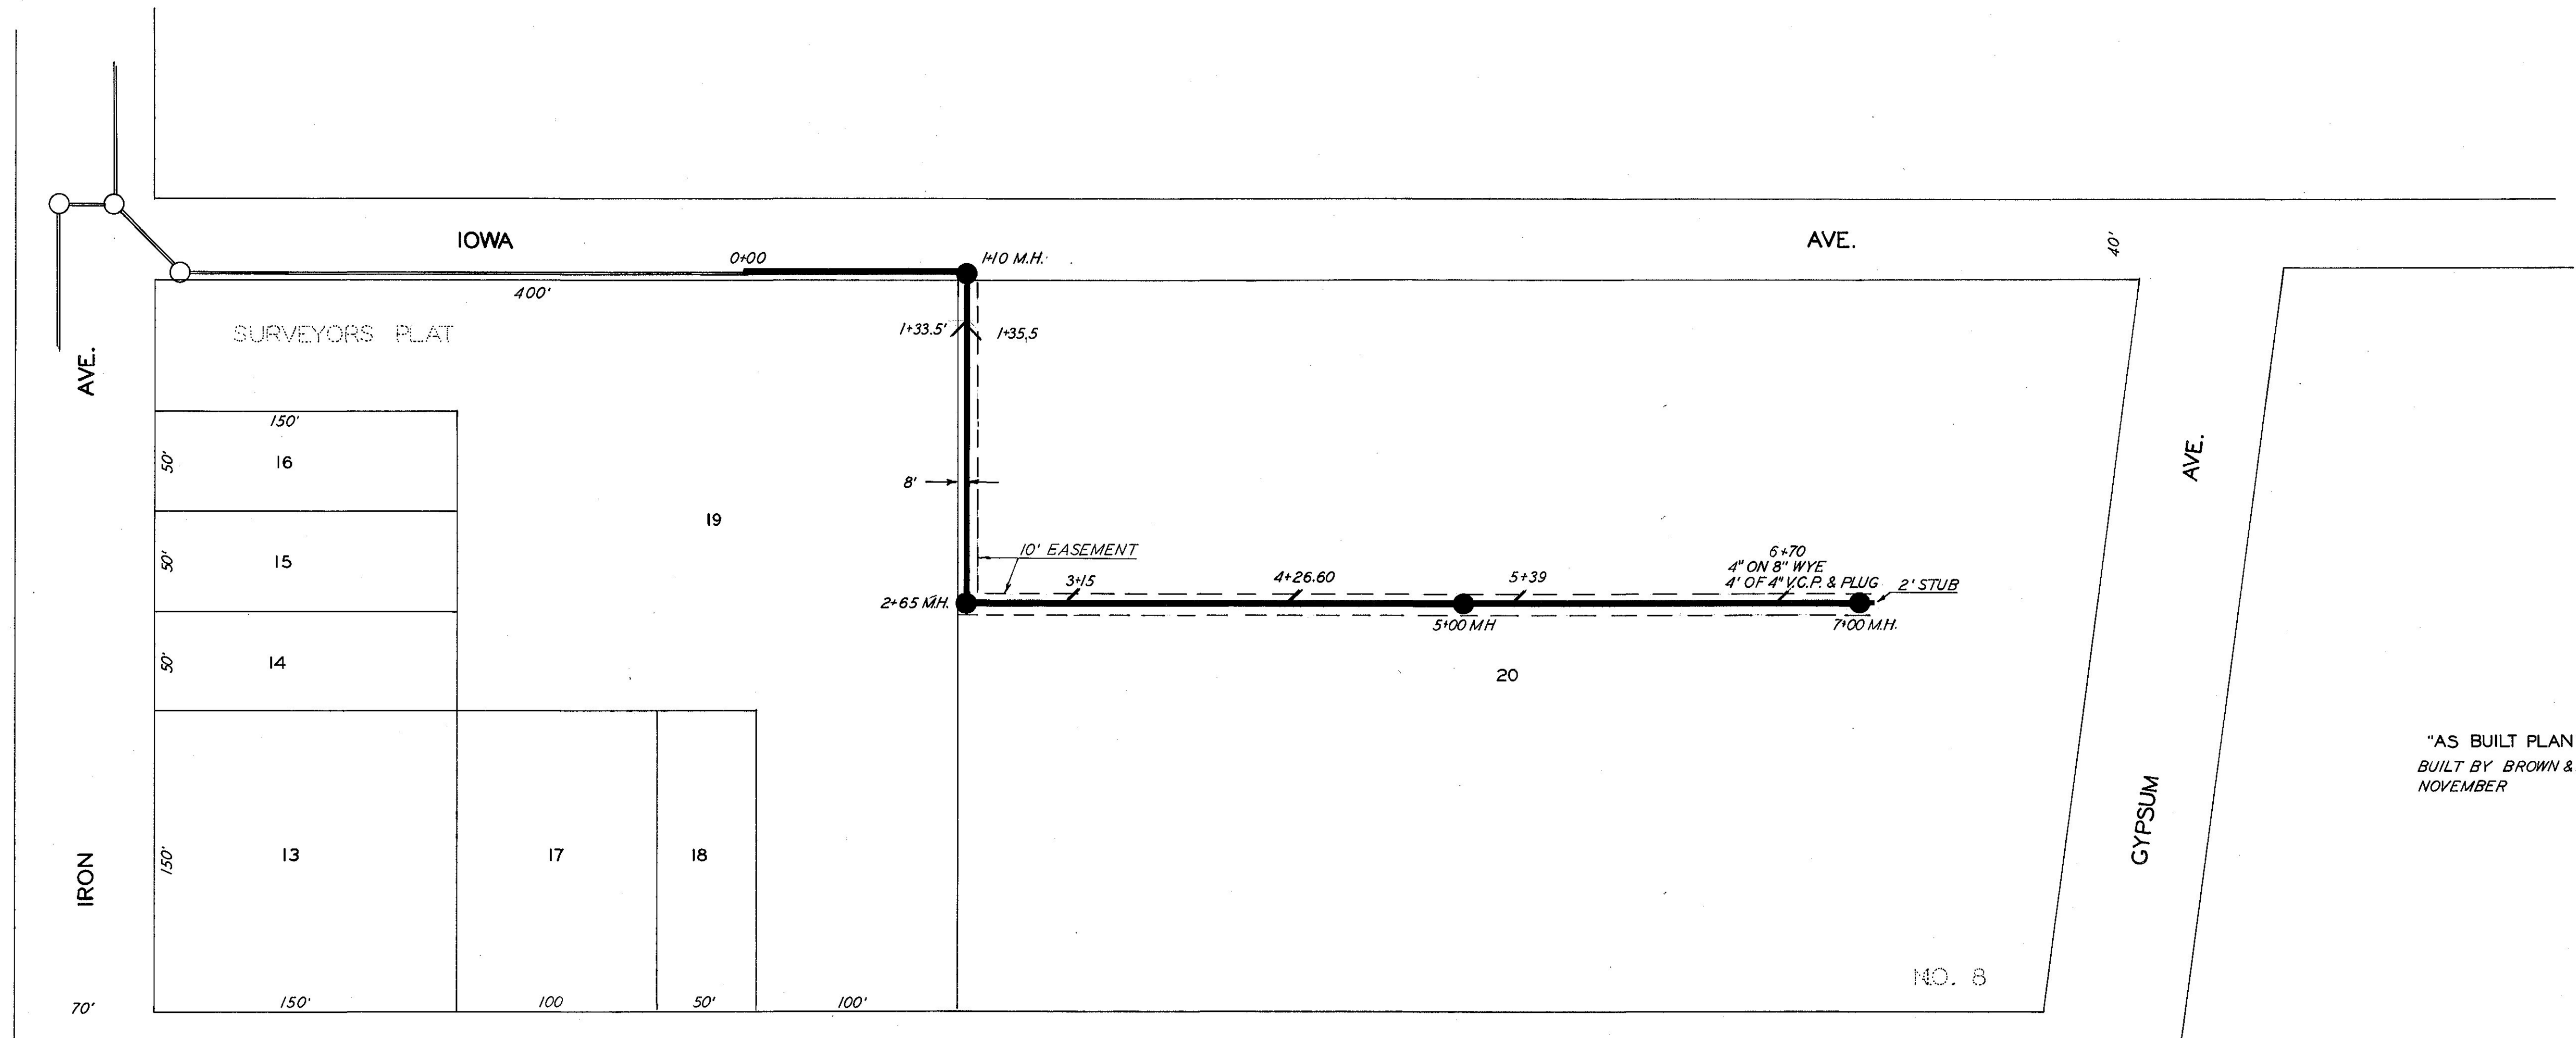 IOWA
AVE.
40'
0+00
1+10 M.H.
400'
SURVEYORS PLAT
1+33.5'
1+35.5
AVE.
150'
50'
16
8'
AVE.
19
50'
15
10' EASEMENT
3+15
4+26.60
5+39
6+70
4" ON 8" WYE
4' OF 4" V.C.P. & PLUG
2' STUB
2+65 M.H.
5+00 MH
7+00 M.H.
50'
14
20
"AS BUILT PLAN
BUILT BY BROWN &
NOVEMBER
GYPSUM
IRON
150'
13
17
18
NO. 8
70'
150'
100
50'
100'